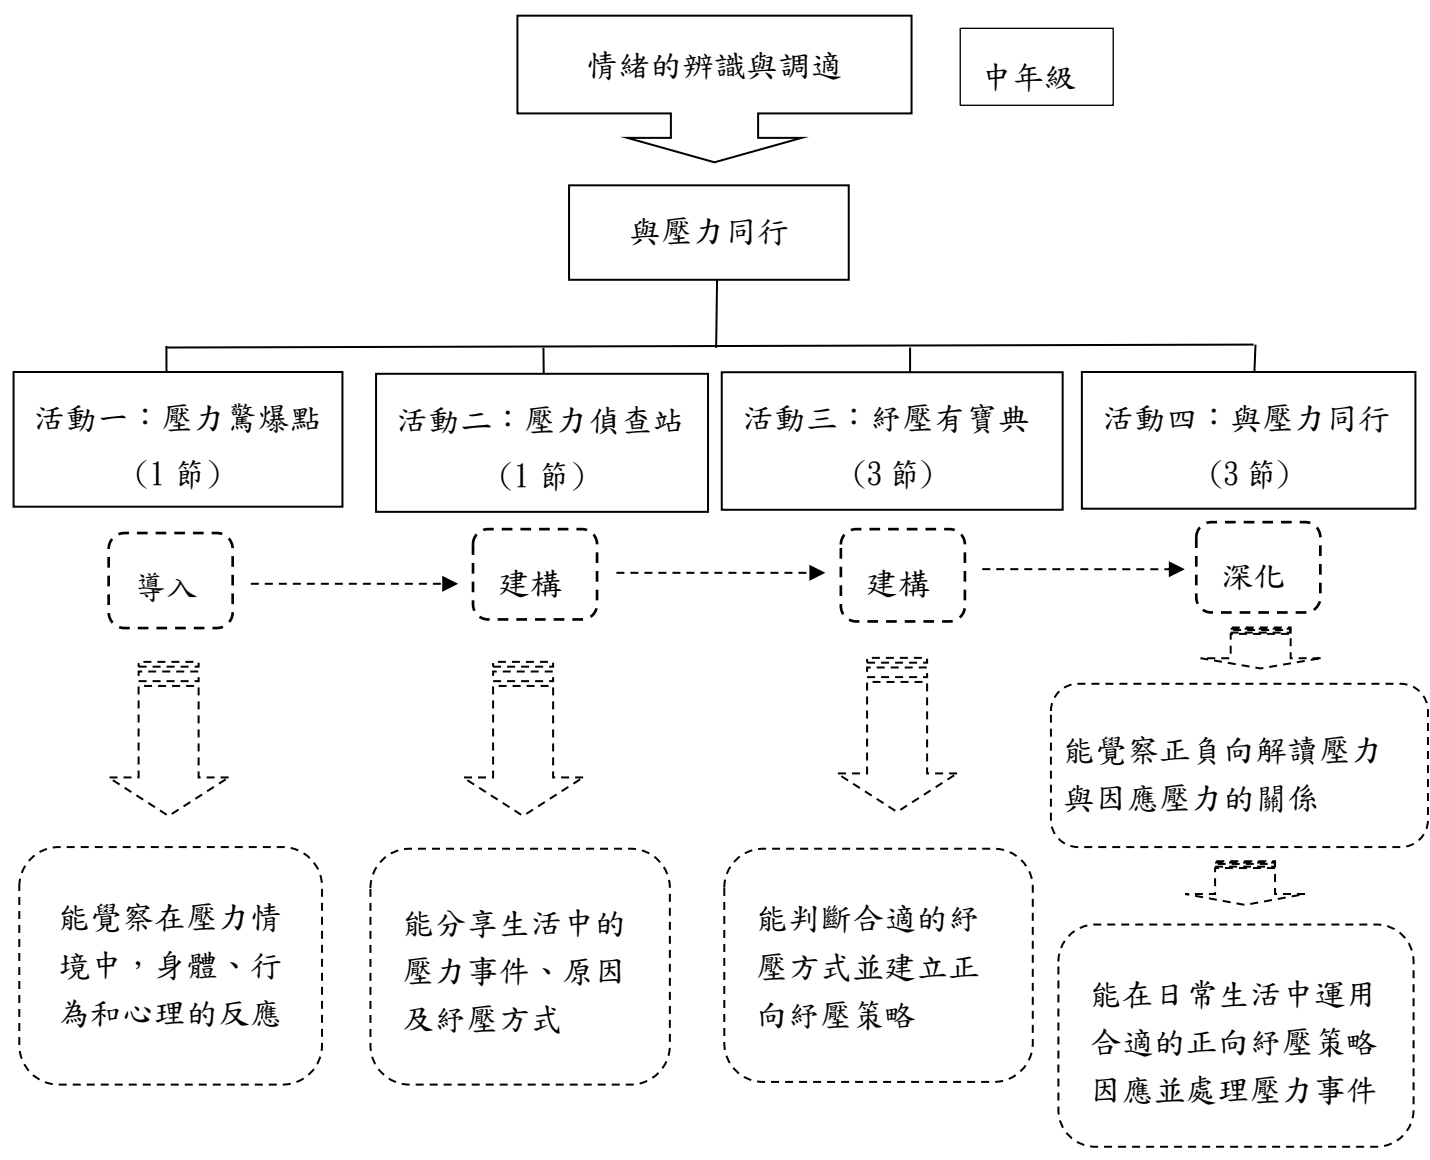 情緒的辨識與調適
中年級
與壓力同行
活動一：壓力驚爆點
(1 節)
活動二：壓力偵查站
(1 節)
活動三：紓壓有寶典
(3 節)
活動四：與壓力同行
(3 節)
導入
建構
建構
深化
能覺察在壓力情
境中，身體、行
為和心理的反應
能分享生活中的
壓力事件、原因
及紓壓方式
能判斷合適的紓
壓方式並建立正
向紓壓策略
能覺察正負向解讀壓力
與因應壓力的關係
能在日常生活中運用
合適的正向紓壓策略
因應並處理壓力事件